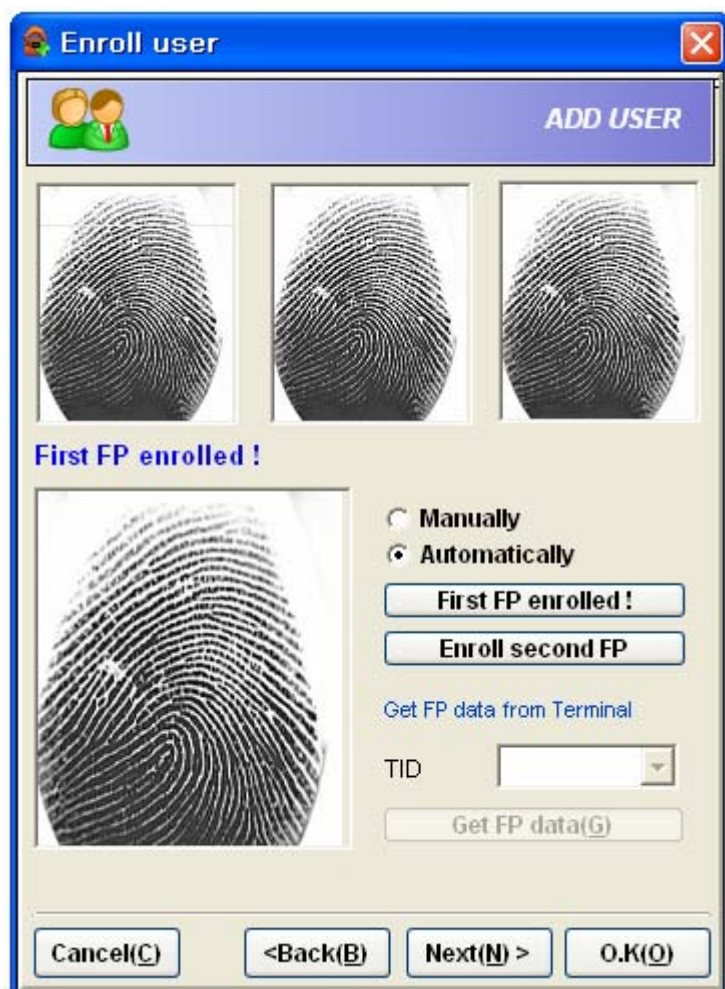 Enroll user
ADD USER
First FP enrolled !
Manually
Automatically
First FP enrolled !
Enroll second FP
Get FP data from Terminal
TID
Get FP data(G)
Cancel(C)
<Back(B)
Next(N) >
O.K(O)